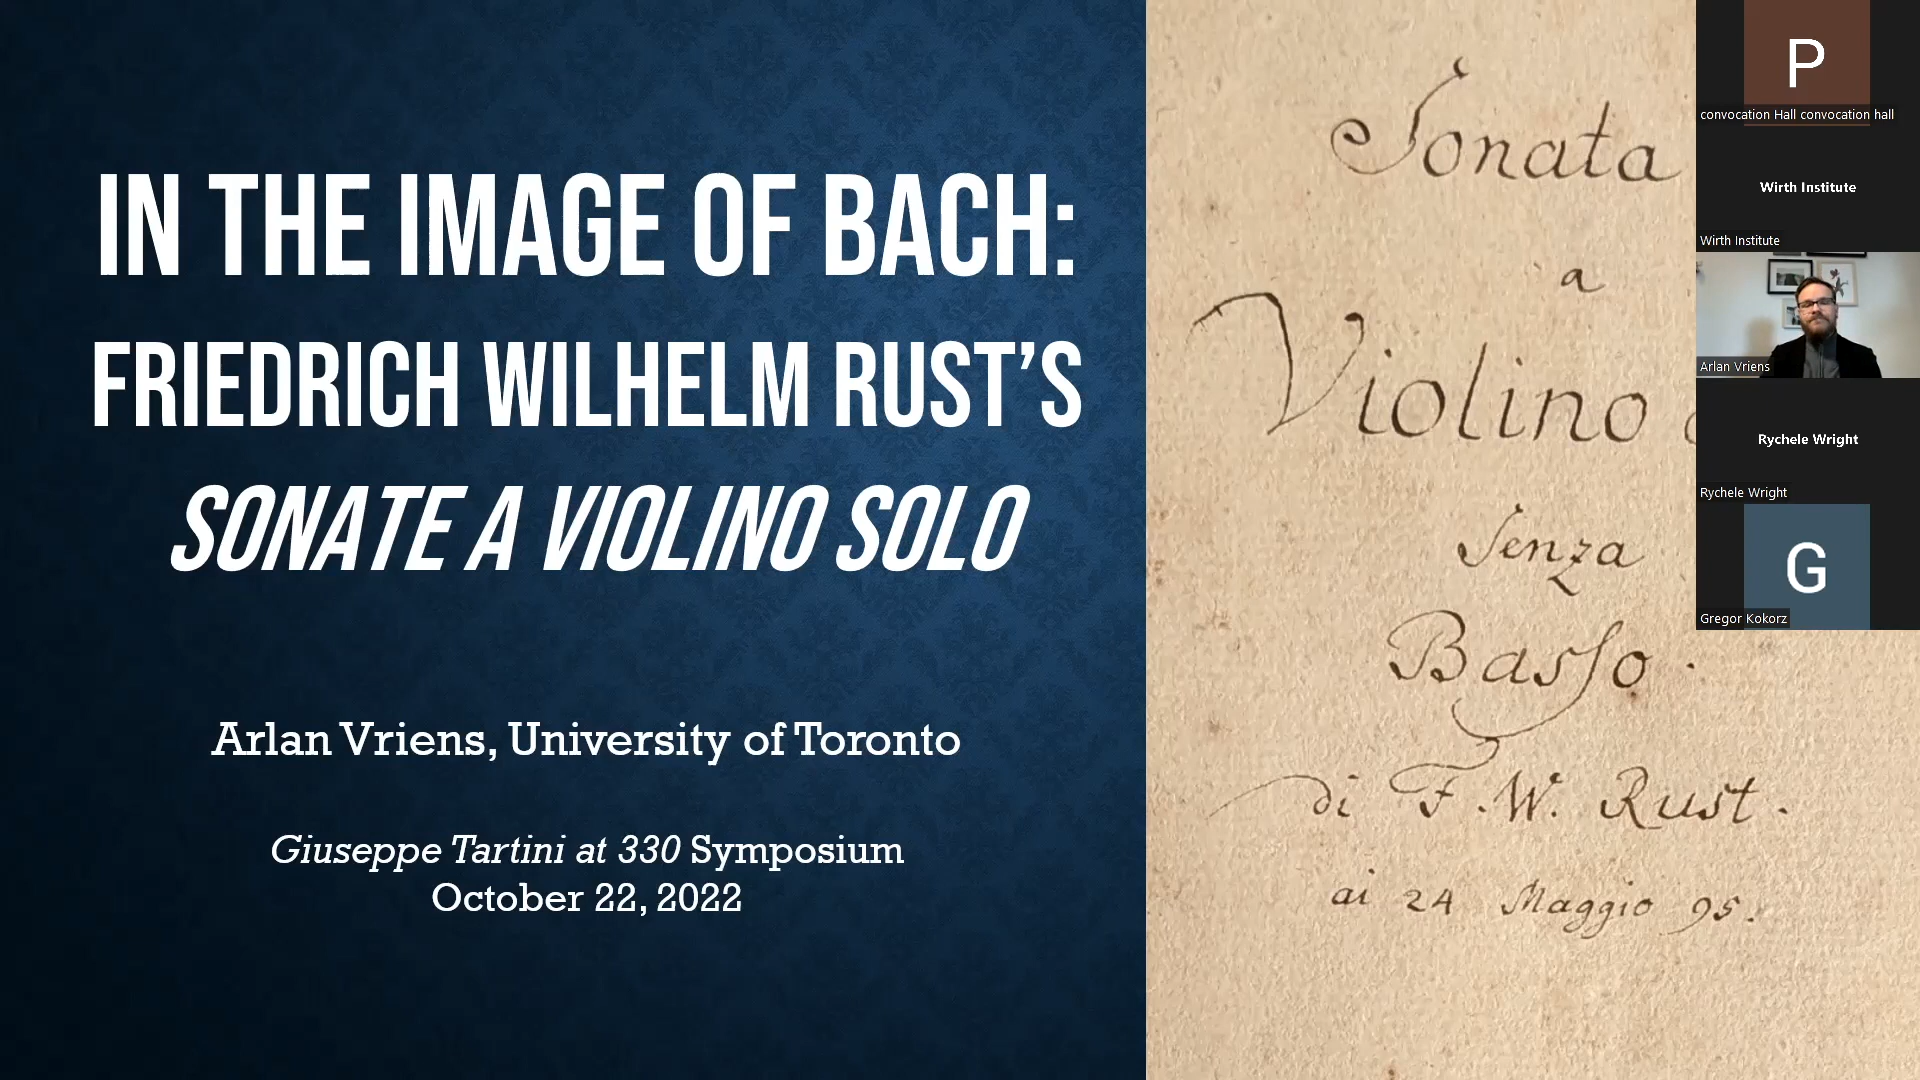 IN THE IMAGE OF BACH:
FRIEDRICH WILHELM RUST'S
SONATE A VIOLINO SOLO
Arlan Vriens, University of Toronto
Giuseppe Tartini at 330 Symposium
October 22, 2022
Sonata
a
Violino
Senza
Basso.
di F. W. Rust.
ai 24 Maggio 95.
P
convocation Hall convocation hall
Wirth Institute
Wirth Institute
Arlan Vriens
Rychele Wright
Rychele Wright
G
Gregor Kokorz